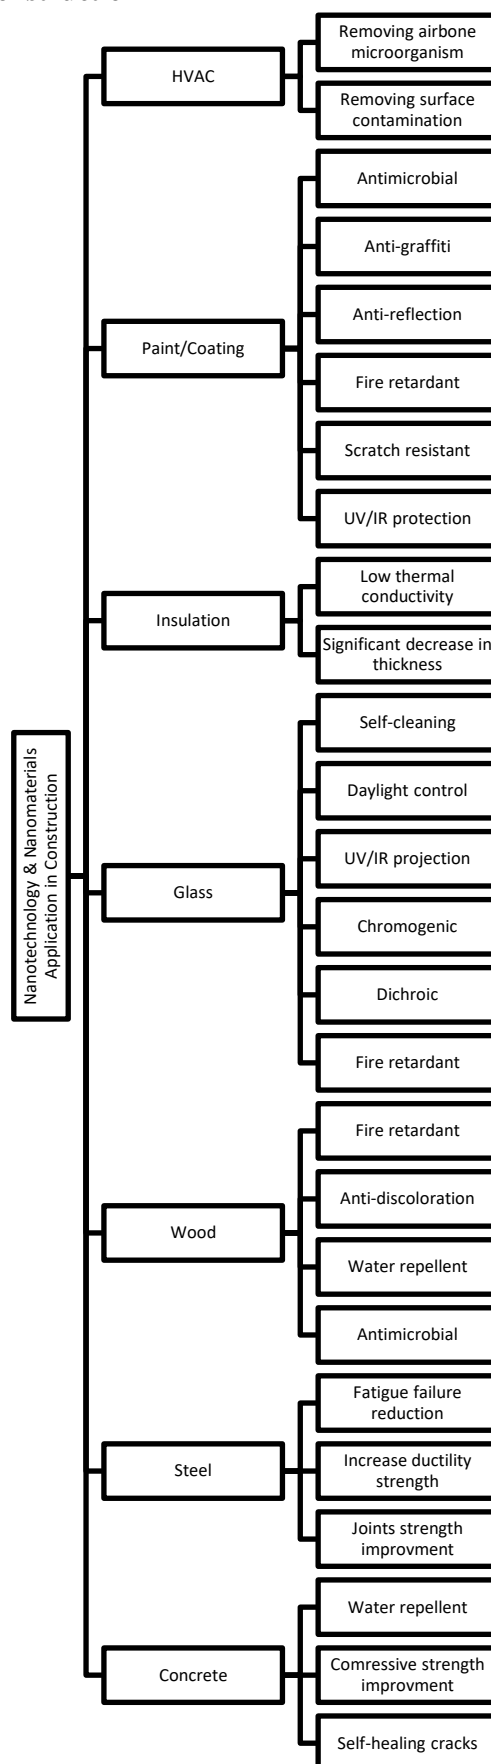 HVAC
Removing airbone
microorganism
Removing surface
contamination
Paint/Coating
Antimicrobial
Anti-graffiti
Anti-reflection
Fire retardant
Scratch resistant
UV/IR protection
Insulation
Low thermal
conductivity
Significant decrease in
thickness
Nanotechnology & Nanomaterials
Application in Construction
Glass
Self-cleaning
Daylight control
UV/IR projection
Chromogenic
Dichroic
Fire retardant
Wood
Fire retardant
Anti-discoloration
Water repellent
Antimicrobial
Steel
Fatigue failure
reduction
Increase ductility
strength
Joints strength
improvment
Concrete
Water repellent
Comressive strength
improvment
Self-healing cracks